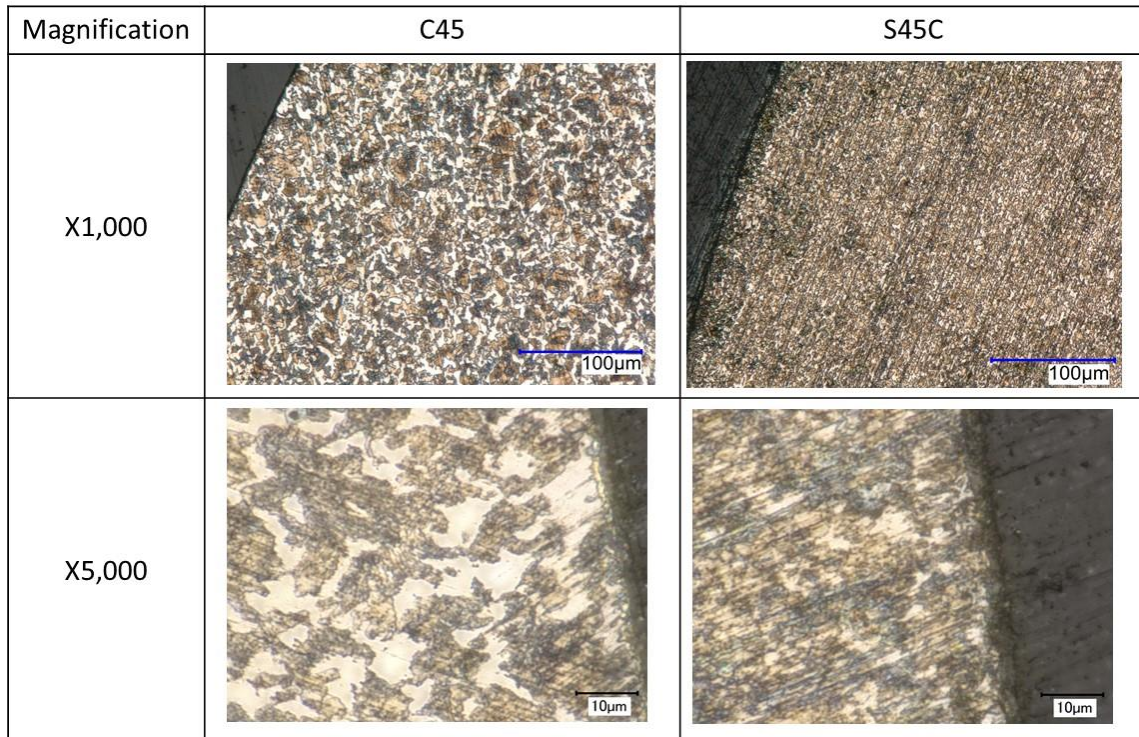 Magnification C45 S45C
X1,000
100μm 100μm
X5,000
10μm 10μm